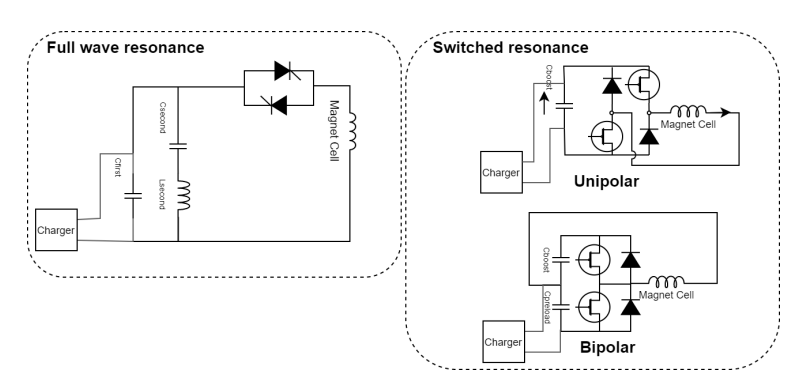 Full wave resonance
Csecond
Lsecond
Cfirst
Magnet Cell
Charger
Switched resonance
Cboost
Magnet Cell
Charger
Unipolar
Cboost
Cpreload
Magnet Cell
Charger
Bipolar